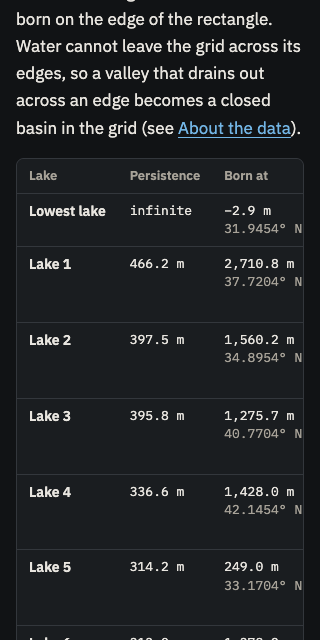 born on the edge of the rectangle.
Water cannot leave the grid across its
edges, so a valley that drains out
across an edge becomes a closed
basin in the grid (see About the data).
Lake Persistence Born at
Lowest lake infinite −2.9 m
31.9454° N
Lake 1 466.2 m 2,710.8 m
37.7204° N
Lake 2 397.5 m 1,560.2 m
34.8954° N
Lake 3 395.8 m 1,275.7 m
40.7704° N
Lake 4 336.6 m 1,428.0 m
42.1454° N
Lake 5 314.2 m 249.0 m
33.1704° N